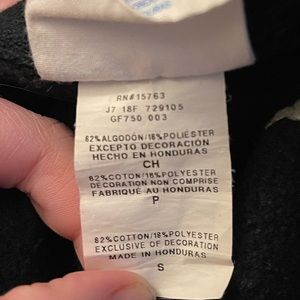 RN#15763
J7 18F 729105
GF750 003
82%ALGODÓN/18%POLIÉSTER
EXCEPTO DECORACIÓN
HECHO EN HONDURAS
CH
82%COTON/18%POLYESTER
DÉCORATION NON COMPRISE
FABRIQUÉ AU HONDURAS
P
82%COTTON/18%POLYESTER
EXCLUSIVE OF DECORATION
MADE IN HONDURAS
S